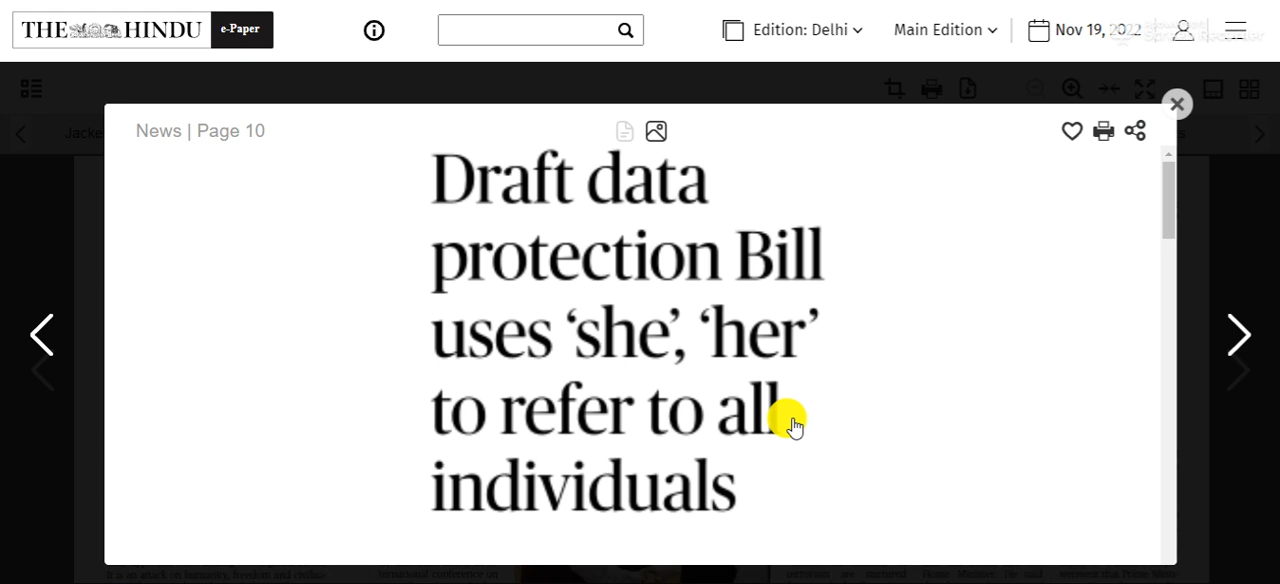 THE HINDU e-Paper
Edition: Delhi
Main Edition
Nov 19, 2022
Jacke
News | Page 10
Draft data
protection Bill
uses ‘she’, ‘her’
to refer to all
individuals